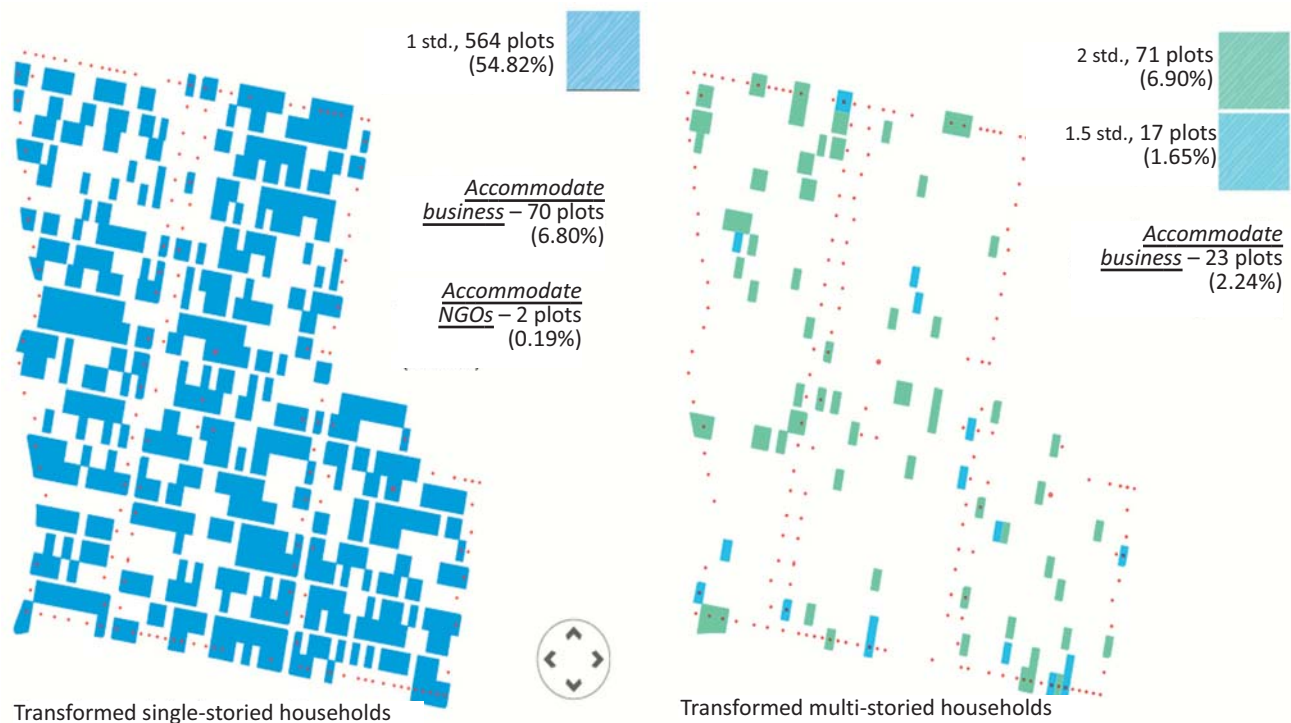 1 std., 564 plots
(54.82%)
Accommodate
business – 70 plots
(6.80%)
Accommodate
NGOs – 2 plots
(0.19%)
Transformed single-storied households
2 std., 71 plots
(6.90%)
1.5 std., 17 plots
(1.65%)
Accommodate
business – 23 plots
(2.24%)
Transformed multi-storied households